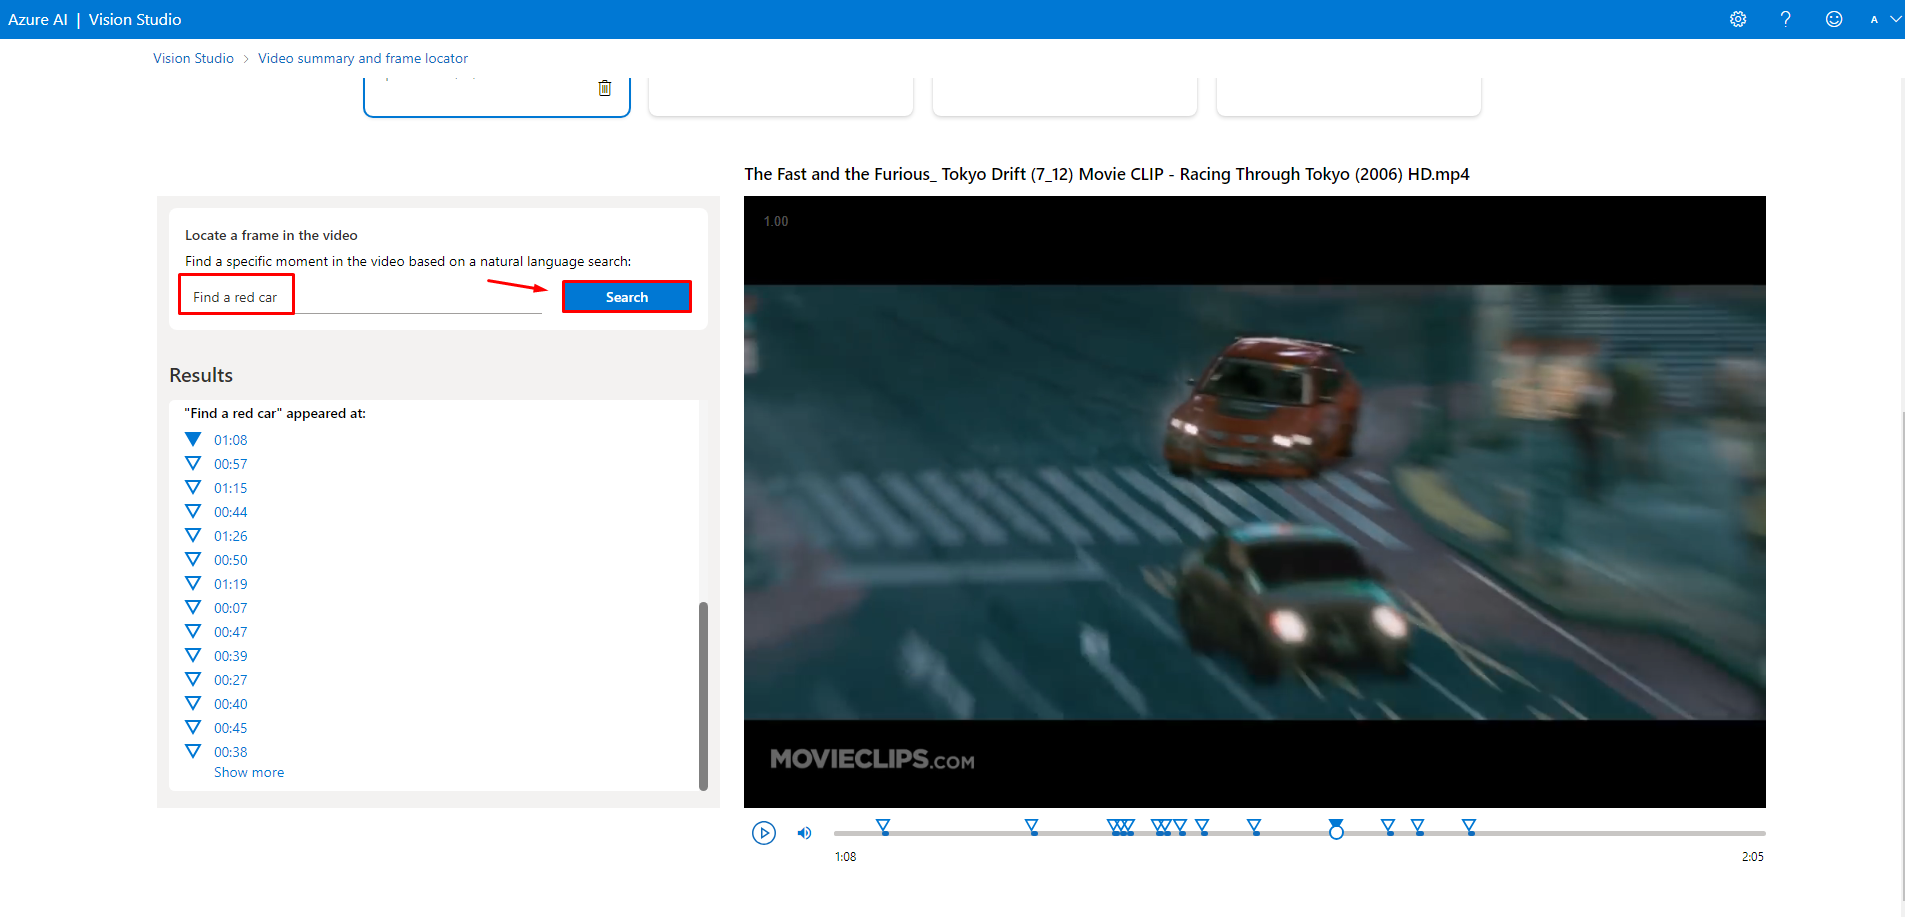 Azure AI | Vision Studio
A
Vision Studio > Video summary and frame locator
The Fast and the Furious_ Tokyo Drift (7_12) Movie CLIP - Racing Through Tokyo (2006) HD.mp4
Locate a frame in the video
Find a specific moment in the video based on a natural language search:
Find a red car
Search
Results
"Find a red car" appeared at:
01:08
00:57
01:15
00:44
01:26
00:50
01:19
00:07
00:47
00:39
00:27
00:40
00:45
00:38
Show more
1.00
MOVIECLIPS.COM
1:08
2:05